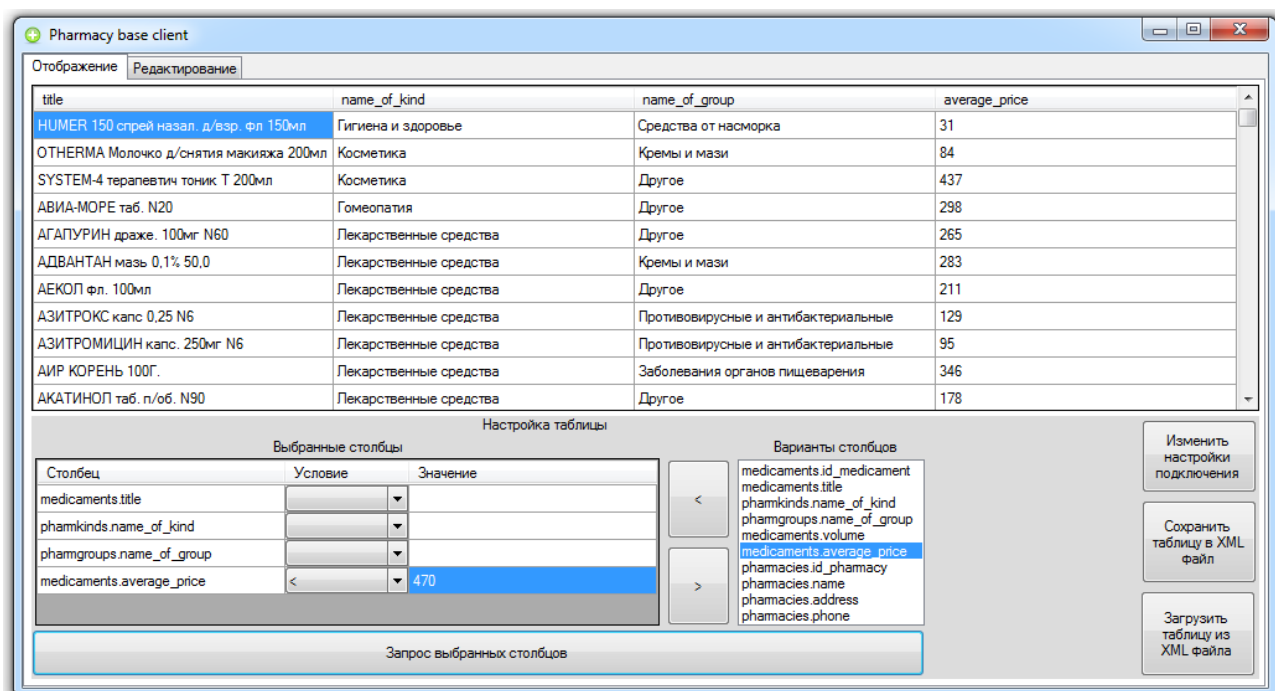 Pharmacy base client
Отображение Редактирование
title name_of_kind name_of_group average_price
HUMER 150 спрей назал. д/взр. фл 150мл Гигиена и здоровье Средства от насморка 31
OTHERMA Молочко д/снятия макияжа 200мл Косметика Кремы и мази 84
SYSTEM-4 терапевтич тоник Т 200мл Косметика Другое 437
АВИА-МОРЕ таб. N20 Гомеопатия Другое 298
АГАПУРИН драже. 100мг N60 Лекарственные средства Другое 265
АДВАНТАН мазь 0,1% 50,0 Лекарственные средства Кремы и мази 283
АЕКОЛ фл. 100мл Лекарственные средства Другое 211
АЗИТРОКС капс 0,25 N6 Лекарственные средства Противовирусные и антибактериальные 129
АЗИТРОМИЦИН капс. 250мг N6 Лекарственные средства Противовирусные и антибактериальные 95
АИР КОРЕНЬ 100Г. Лекарственные средства Заболевания органов пищеварения 346
АКАТИНОЛ таб. п/об. N90 Лекарственные средства Другое 178
Настройка таблицы
Выбранные столбцы
Столбец Условие Значение
medicaments.title
pharmkinds.name_of_kind
pharmgroups.name_of_group
medicaments.average_price < 470
<
>
Варианты столбцов
medicaments.id_medicament
medicaments.title
pharmkinds.name_of_kind
pharmgroups.name_of_group
medicaments.volume
medicaments.average_price
pharmacies.id_pharmacy
pharmacies.name
pharmacies.address
pharmacies.phone
Запрос выбранных столбцов
Изменить
настройки
подключения
Сохранить
таблицу в XML
файл
Загрузить
таблицу из
XML файла